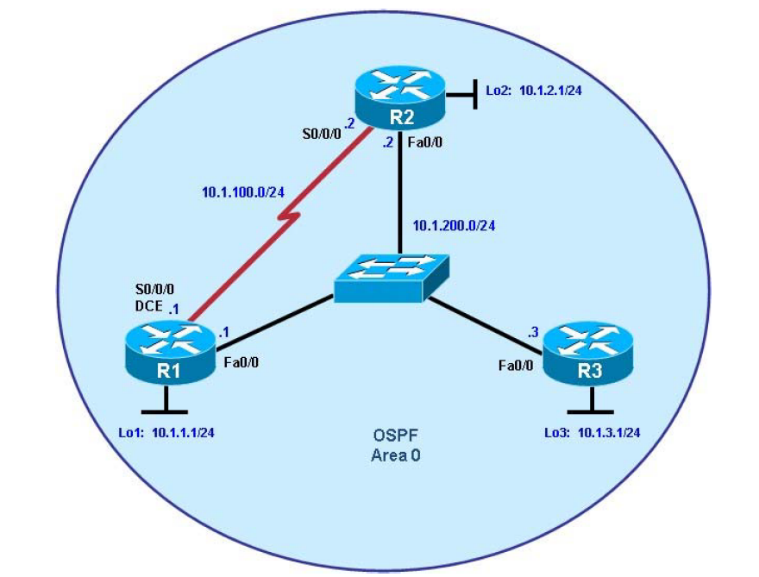 Lo2: 10.1.2.1/24
R2
.2
S0/0/0
.2
Fa0/0
10.1.100.0/24
10.1.200.0/24
S0/0/0
DCE
.1
.1
.3
R1
Fa0/0
Fa0/0
R3
Lo1: 10.1.1.1/24
OSPF
Area 0
Lo3: 10.1.3.1/24